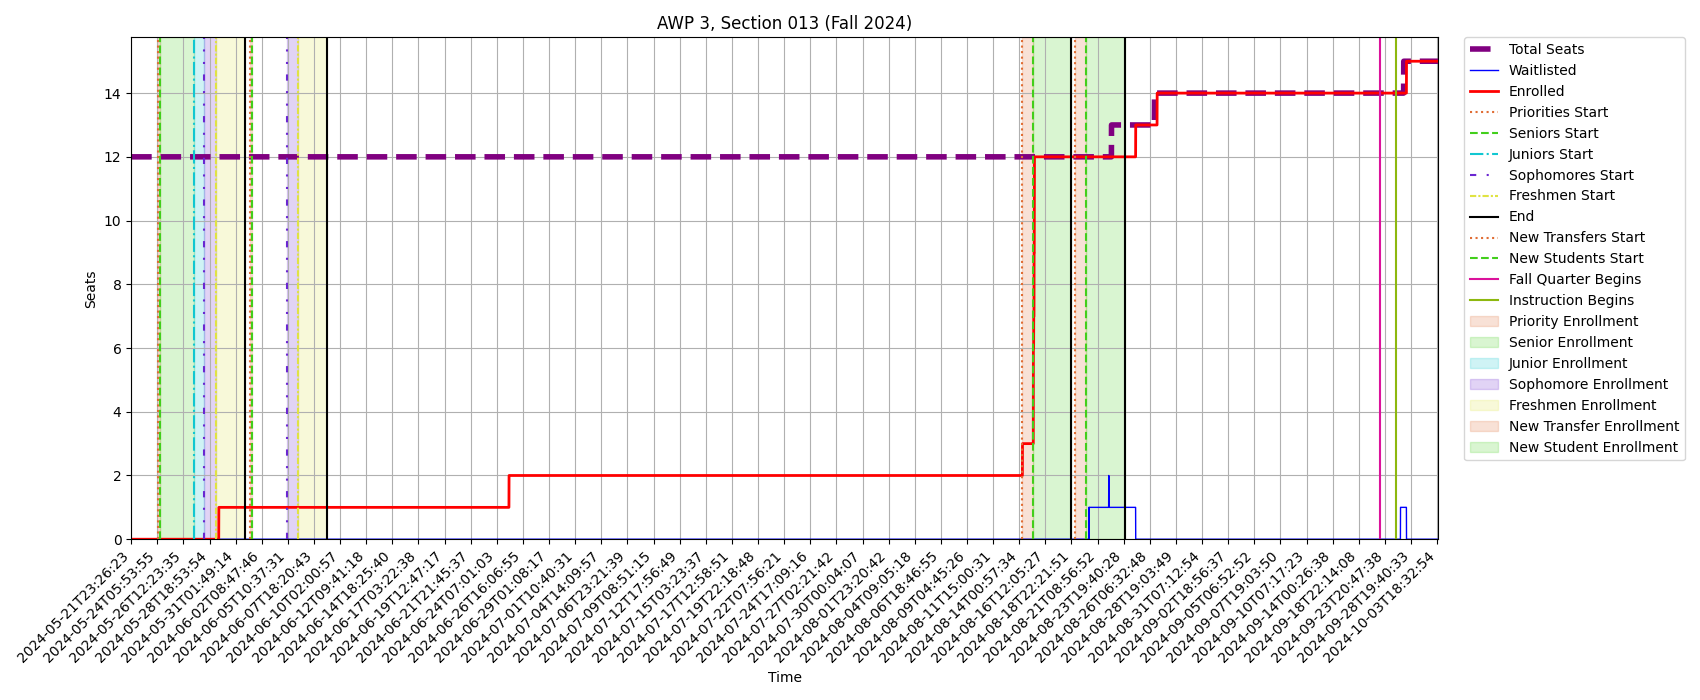 AWP 3, Section 013 (Fall 2024)
Seats
14
12
10
8
6
4
2
0
2024-05-21T23:26:23
2024-05-24T05:53:55
2024-05-26T12:23:35
2024-05-28T18:53:54
2024-05-31T01:49:14
2024-06-02T08:47:46
2024-06-05T10:37:31
2024-06-07T18:20:43
2024-06-10T02:00:57
2024-06-12T09:41:18
2024-06-14T18:25:40
2024-06-17T03:22:38
2024-06-19T12:47:17
2024-06-21T21:45:37
2024-06-24T07:01:03
2024-06-26T16:06:55
2024-06-29T01:08:17
2024-07-01T10:40:31
2024-07-04T14:09:57
2024-07-06T23:21:39
2024-07-09T08:51:15
2024-07-12T17:56:49
2024-07-15T03:23:37
2024-07-17T12:58:51
2024-07-19T22:18:48
2024-07-22T07:56:21
2024-07-24T17:09:16
2024-07-27T02:21:42
2024-07-30T00:04:07
2024-08-01T23:20:42
2024-08-04T09:05:18
2024-08-06T18:46:55
2024-08-09T04:45:26
2024-08-11T15:00:31
2024-08-14T00:57:34
2024-08-16T12:05:27
2024-08-18T22:21:51
2024-08-21T08:56:52
2024-08-23T19:40:28
2024-08-26T06:32:48
2024-08-28T19:03:49
2024-08-31T07:12:54
2024-09-02T18:56:37
2024-09-05T06:52:52
2024-09-07T19:03:50
2024-09-10T07:17:23
2024-09-14T00:26:38
2024-09-18T22:14:08
2024-09-23T20:47:38
2024-09-28T19:40:33
2024-10-03T18:32:54
Time
Total Seats
Waitlisted
Enrolled
Priorities Start
Seniors Start
Juniors Start
Sophomores Start
Freshmen Start
End
New Transfers Start
New Students Start
Fall Quarter Begins
Instruction Begins
Priority Enrollment
Senior Enrollment
Junior Enrollment
Sophomore Enrollment
Freshmen Enrollment
New Transfer Enrollment
New Student Enrollment